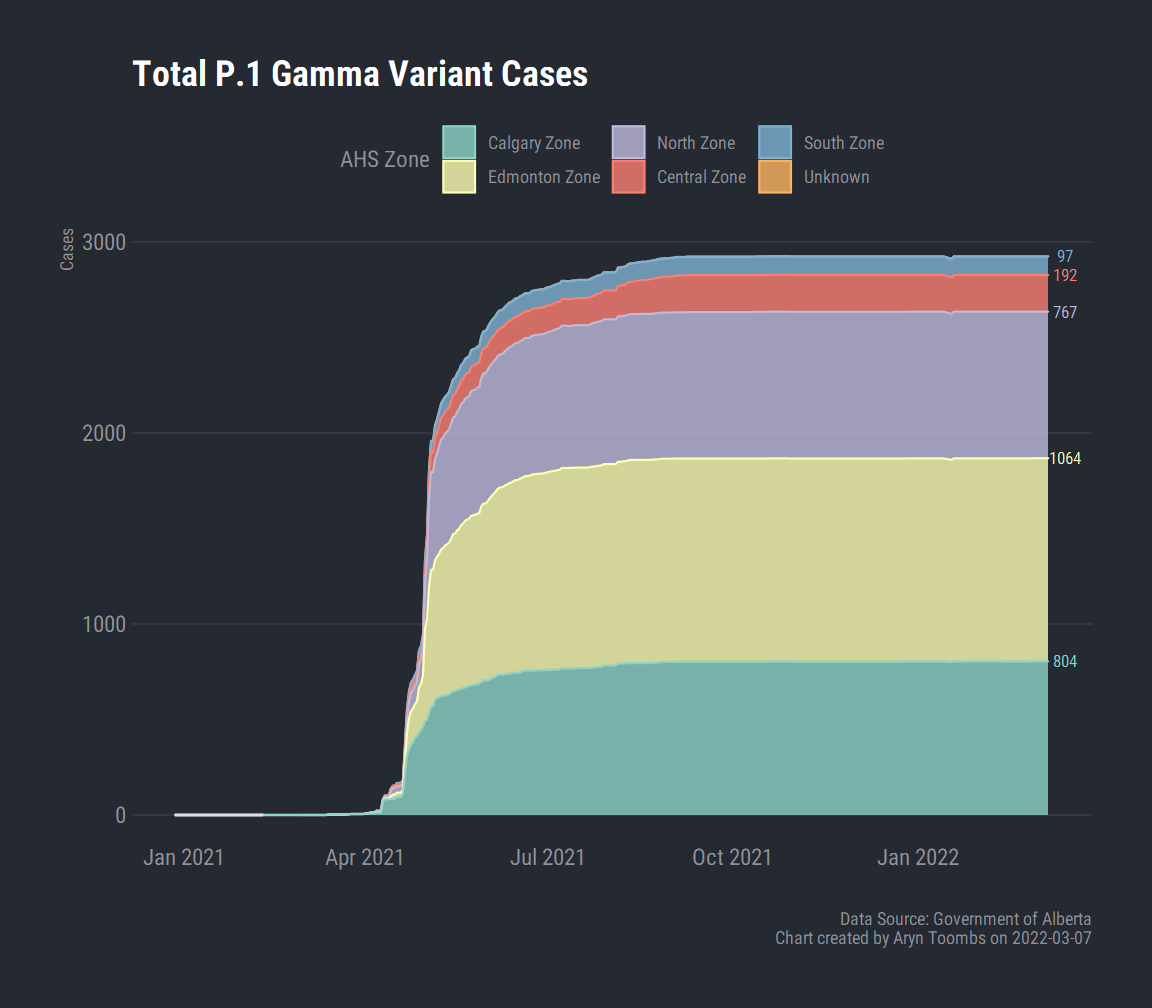 Total P.1 Gamma Variant Cases
AHS Zone
Calgary Zone
North Zone
South Zone
Edmonton Zone
Central Zone
Unknown
Cases
3000
2000
1000
0
97
192
767
1064
804
Jan 2021
Apr 2021
Jul 2021
Oct 2021
Jan 2022
Data Source: Government of Alberta
Chart created by Aryn Toombs on 2022-03-07